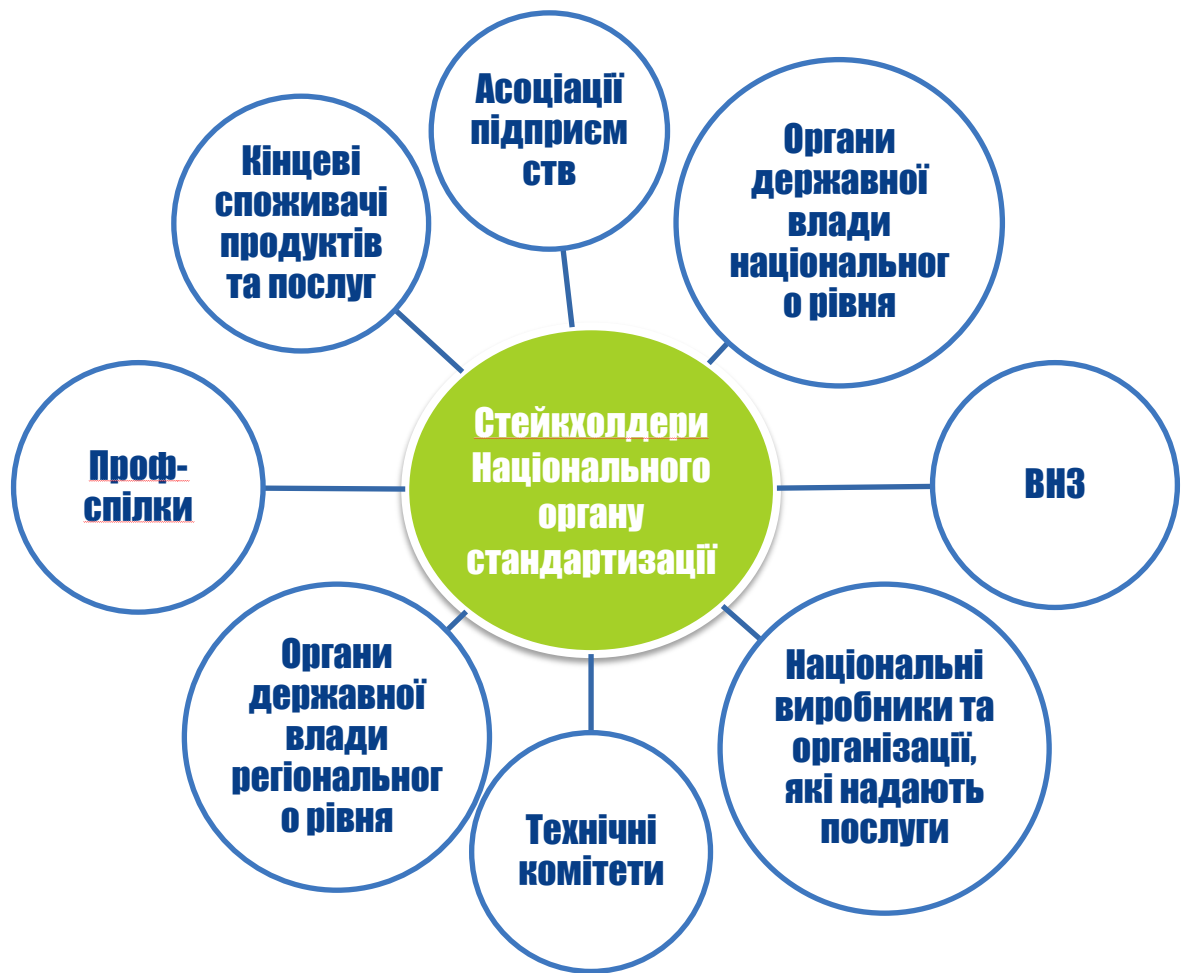 Асоціації
підприєм
ств
Органи
державної
влади
національног
о рівня
Кінцеві
споживачі
продуктів
та послуг
Стейкхолдери
Національного
органу
стандартизації
Проф-
спілки
ВНЗ
Органи
державної
влади
регіональног
о рівня
Національні
виробники та
організації,
які надають
послуги
Технічні
комітети